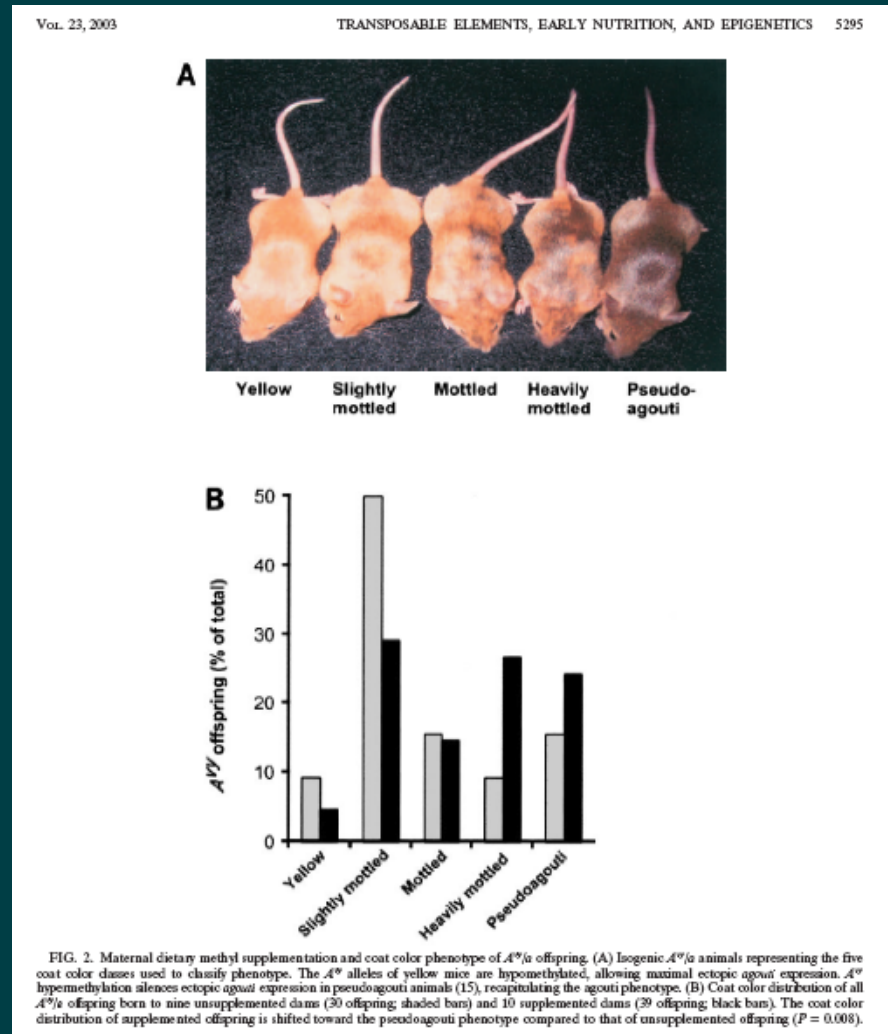 VOL. 23, 2003 TRANSPOSABLE ELEMENTS, EARLY NUTRITION, AND EPIGENETICS 5295
A
Yellow Slightly mottled Mottled Heavily mottled Pseudo-agouti
B
50
40
30
20
10
0
A^vy offspring (% of total)
Yellow
Slightly mottled
Mottled
Heavily mottled
Pseudoagouti
FIG. 2. Maternal dietary methyl supplementation and coat color phenotype of A^vy/a offspring. (A) Isogenic A^vy/a animals representing the five
coat color classes used to classify phenotype. The A^vy alleles of yellow mice are hypomethylated, allowing maximal ectopic agouti expression. A^vy
hypermethylation silences ectopic agouti expression in pseudoagouti animals (15), recapitulating the agouti phenotype. (B) Coat color distribution of all
A^vy/a offspring born to nine unsupplemented dams (30 offspring; shaded bars) and 10 supplemented dams (39 offspring; black bars). The coat color
distribution of supplemented offspring is shifted toward the pseudoagouti phenotype compared to that of unsupplemented offspring (P = 0.008).